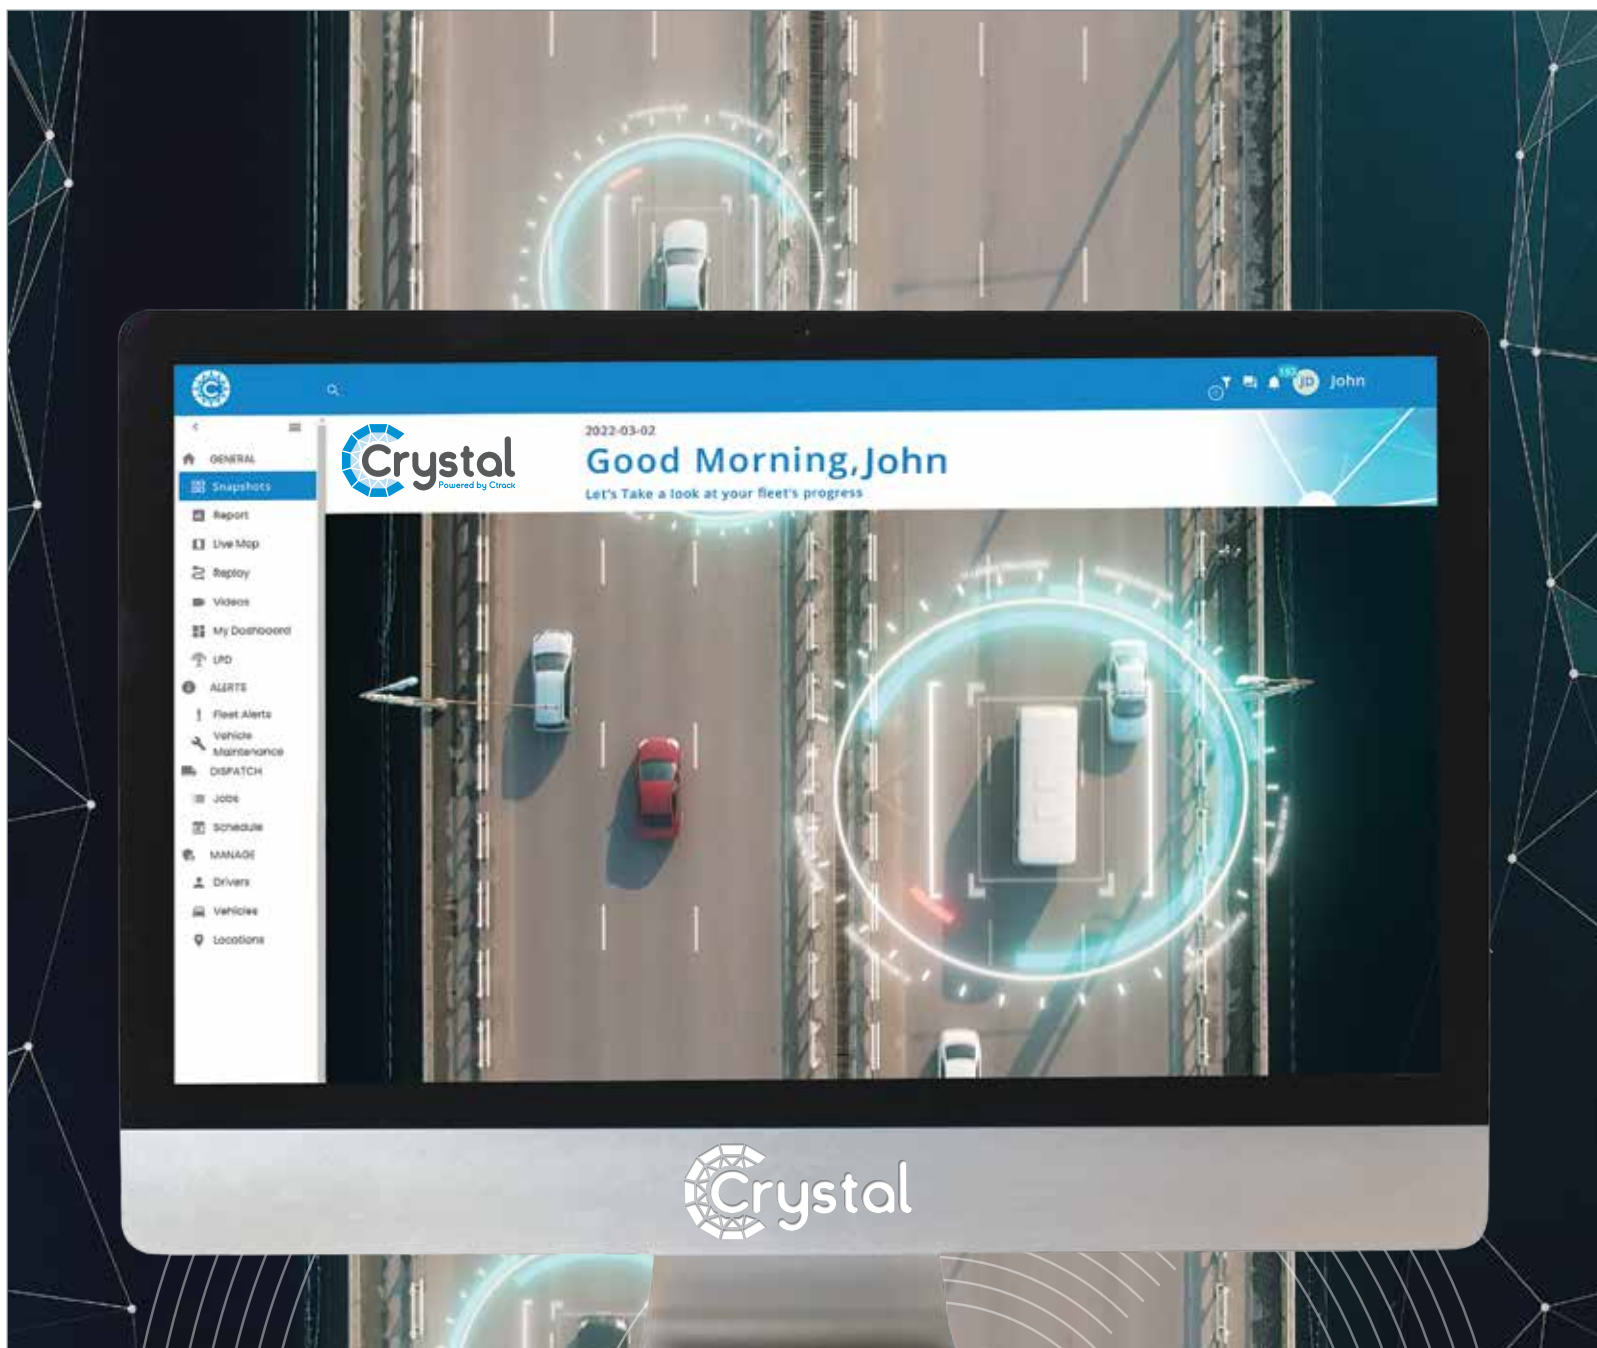 JD John
GENERAL
Snapshots
Report
Live Map
Replay
Videos
My Dashboard
LPD
ALERTS
Fleet Alerts
Vehicle
Maintenance
DISPATCH
Jobs
Schedule
MANAGE
Drivers
Vehicles
Locations
Crystal
Powered by Ctrack
2022-03-02
Good Morning, John
Let's Take a look at your fleet's progress
Crystal